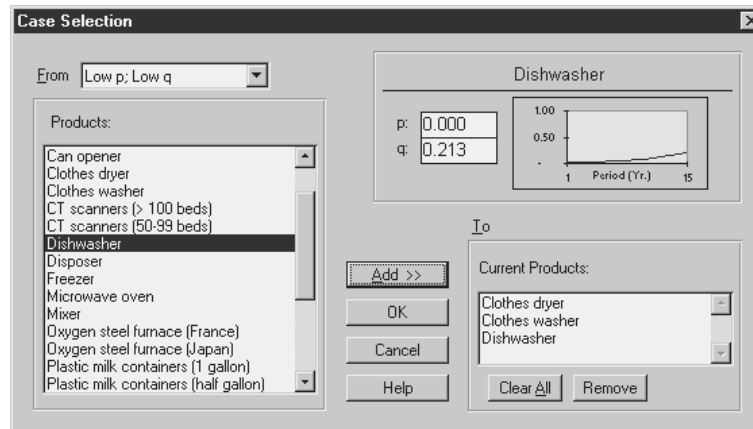 Case Selection
From Low p; Low q
Products:
Can opener
Clothes dryer
Clothes washer
CT scanners (> 100 beds)
CT scanners (50-99 beds)
Dishwasher
Disposer
Freezer
Microwave oven
Mixer
Oxygen steel furnace (France)
Oxygen steel furnace (Japan)
Plastic milk containers (1 gallon)
Plastic milk containers (half gallon)
Dishwasher
p: 0.000
q: 0.213
1.00
0.50
-
1 Period (Yr.) 15
Add >>
OK
Cancel
Help
To
Current Products:
Clothes dryer
Clothes washer
Dishwasher
Clear All Remove